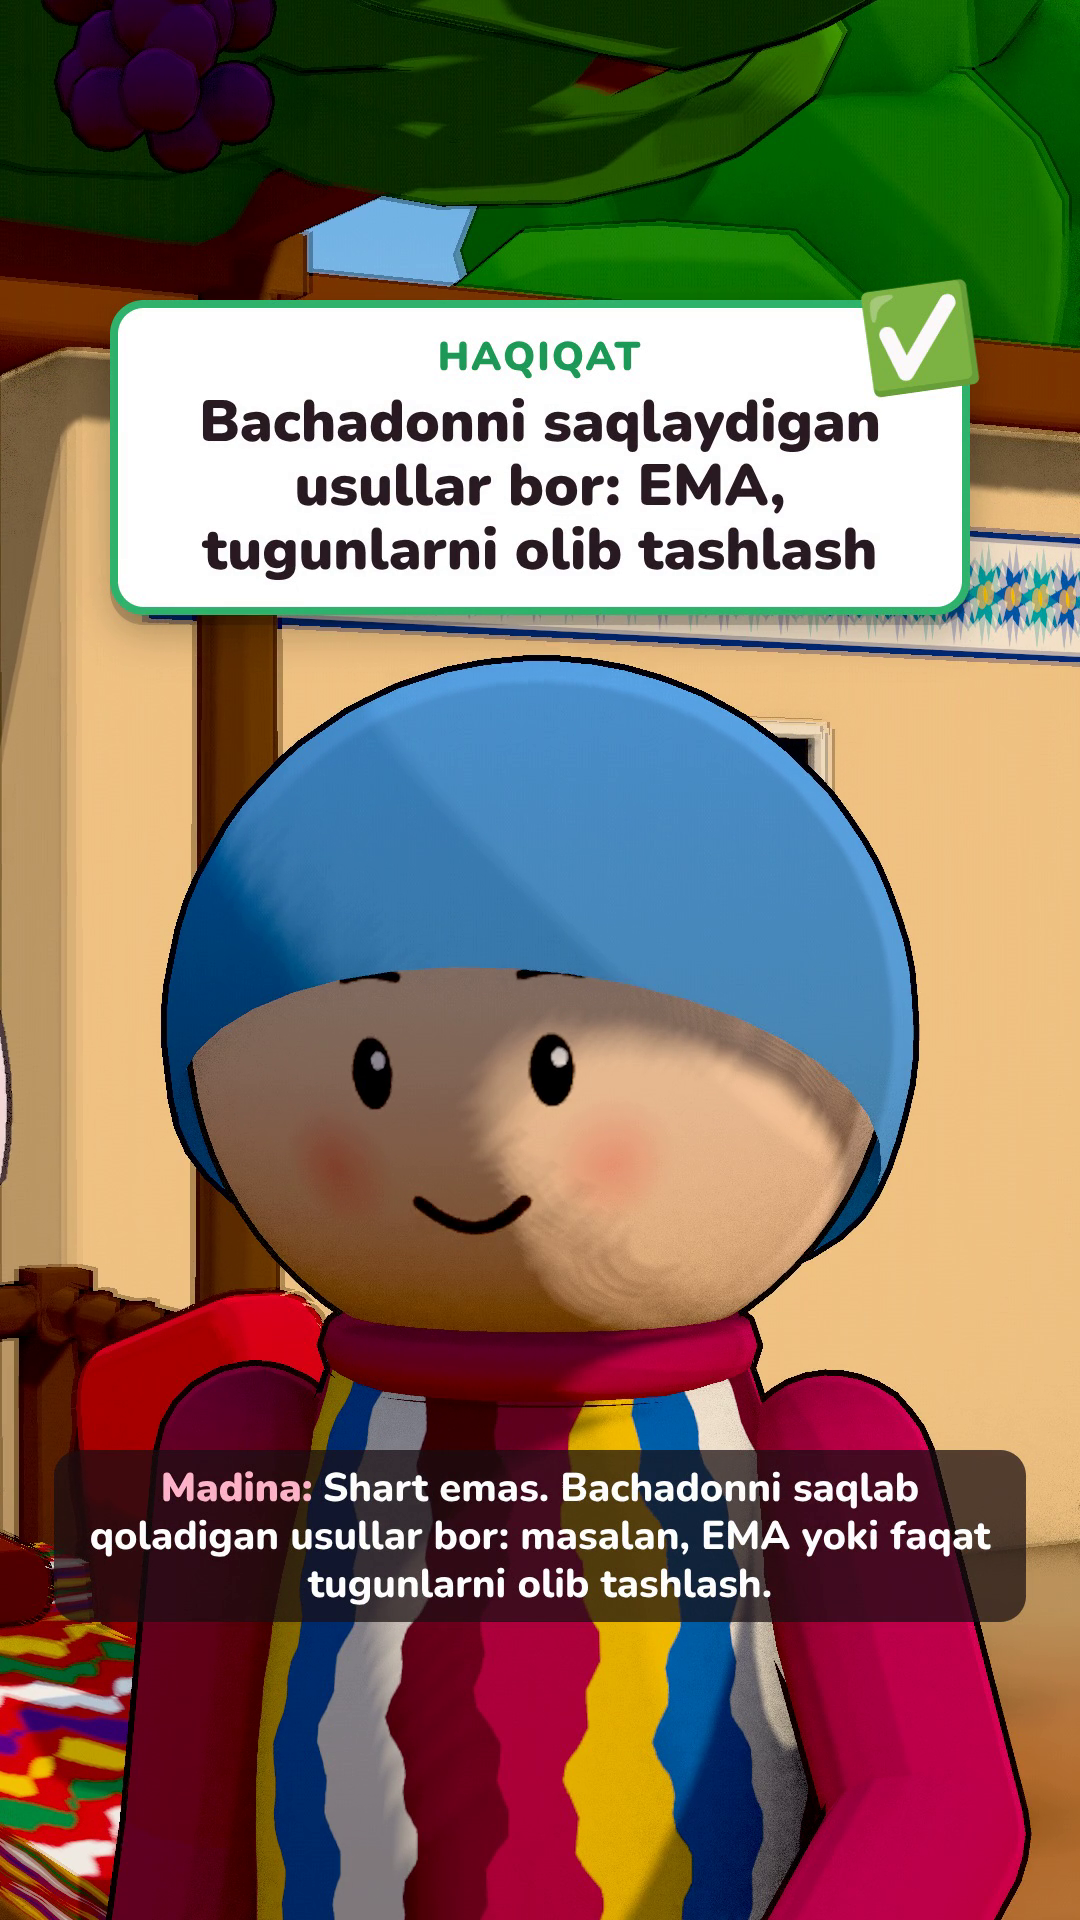 HAQIQAT
Bachadonni saqlaydigan
usullar bor: EMA,
tugunlarni olib tashlash
Madina: Shart emas. Bachadonni saqlab
qoladigan usullar bor: masalan, EMA yoki faqat
tugunlarni olib tashlash.